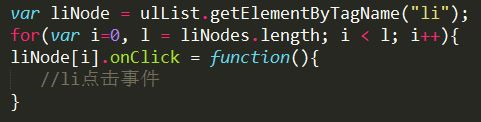 var liNode = ulList.getElementByTagName("li");
for(var i=0, l = liNodes.length; i < l; i++){
liNode[i].onClick = function(){
//li点击事件
}